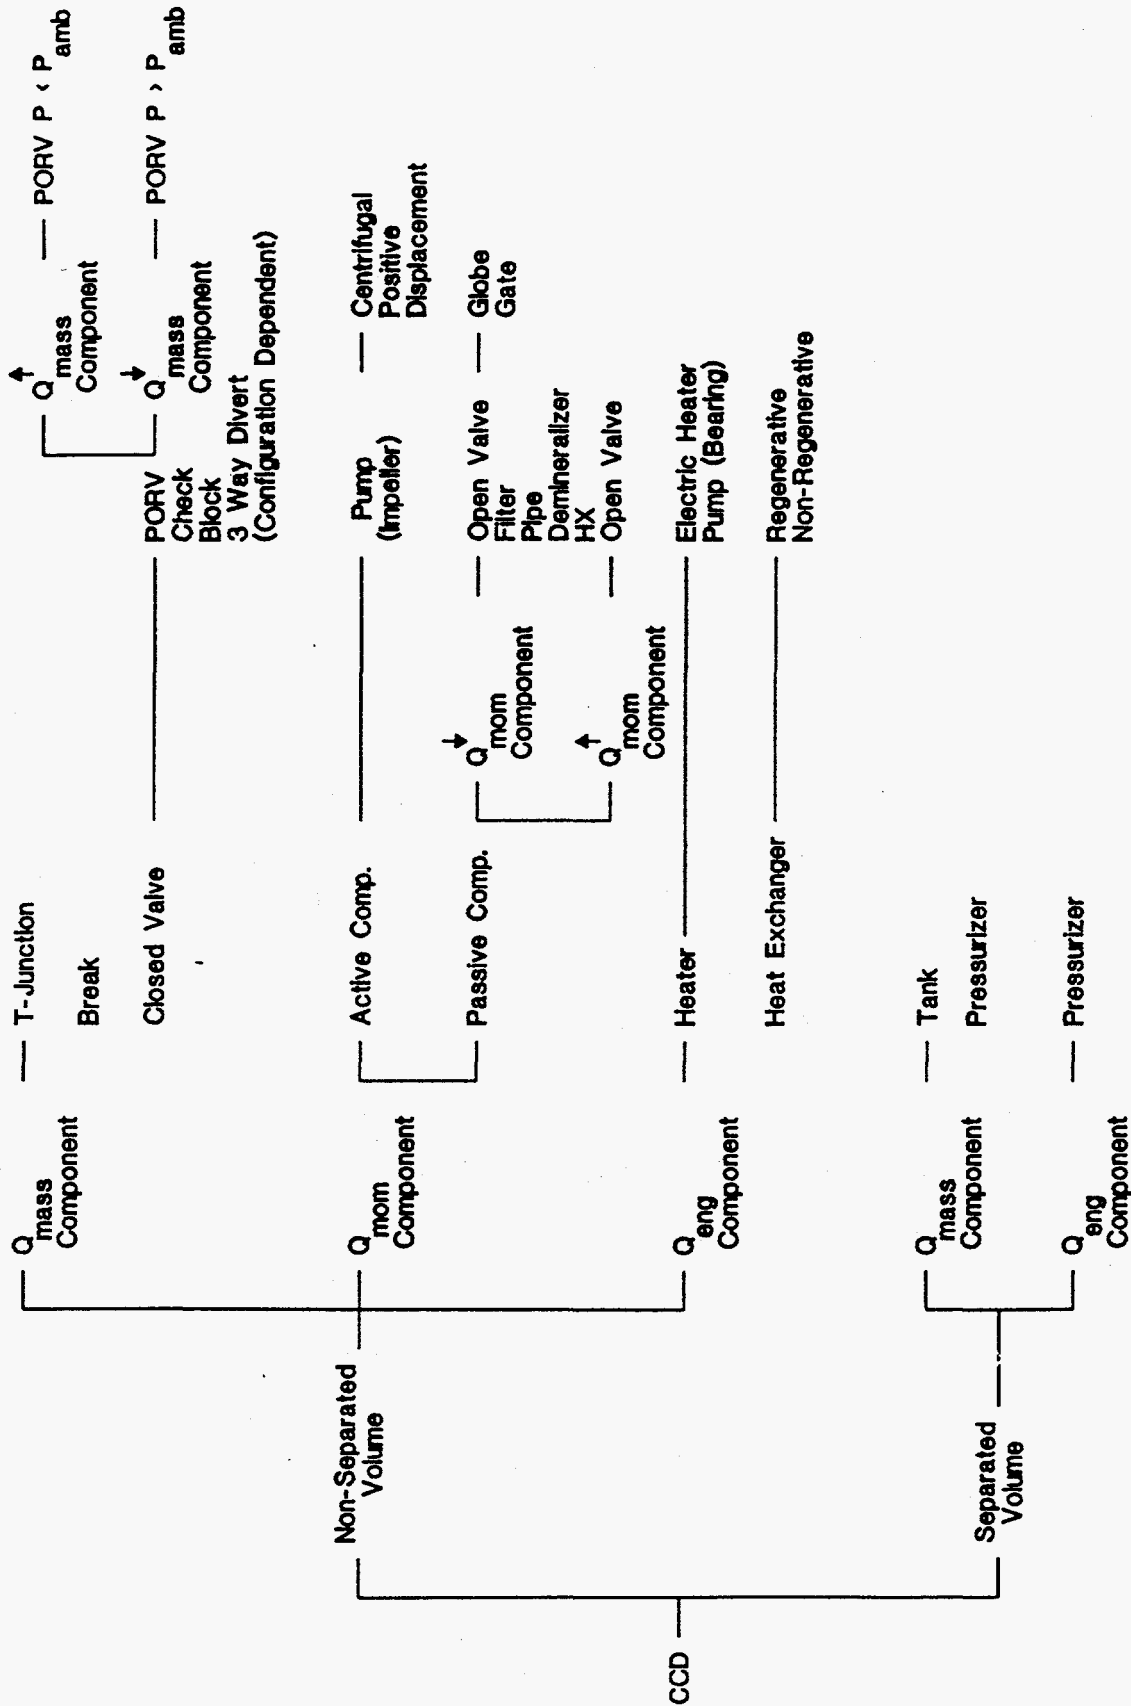 CCD
Non-Separated
Volume
Separated
Volume
Q mass
Component
Q mom
Component
Q eng
Component
Q mass
Component
Q eng
Component
T-Junction
Break
Closed Valve
Active Comp.
Passive Comp.
Heater
Heat Exchanger
Tank
Pressurizer
Pressurizer
Q mom
Component
Q mom
Component
PORV
Check
Block
3 Way Divert
(Configuration Dependent)
Pump
(Impeller)
Open Valve
Filter
Pipe
Demineralizer
HX
Open Valve
Electric Heater
Pump (Bearing)
Regenerative
Non-Regenerative
Q mass
Component
Q mass
Component
Centrifugal
Positive
Displacement
Globe
Gate
PORV P < P amb
PORV P > P amb